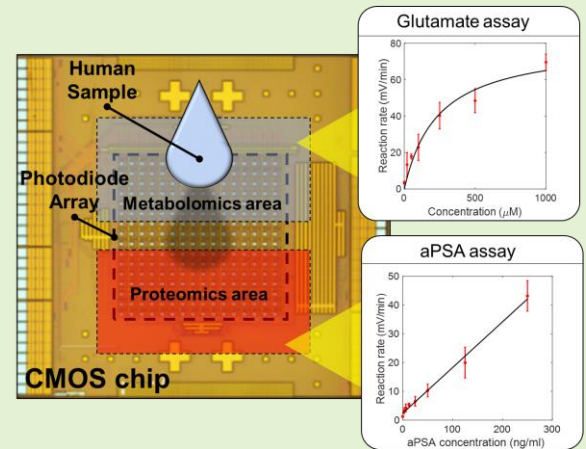 Human
Sample
Photodiode
Array
Metabolomics area
Proteomics area
CMOS chip
Glutamate assay
Reaction rate (mV/min)
80
60
40
20
0
0
500
1000
Concentration (μM)
aPSA assay
Reaction rate (mV/min)
50
40
30
20
10
0
0
100
200
300
aPSA concentration (ng/ml)